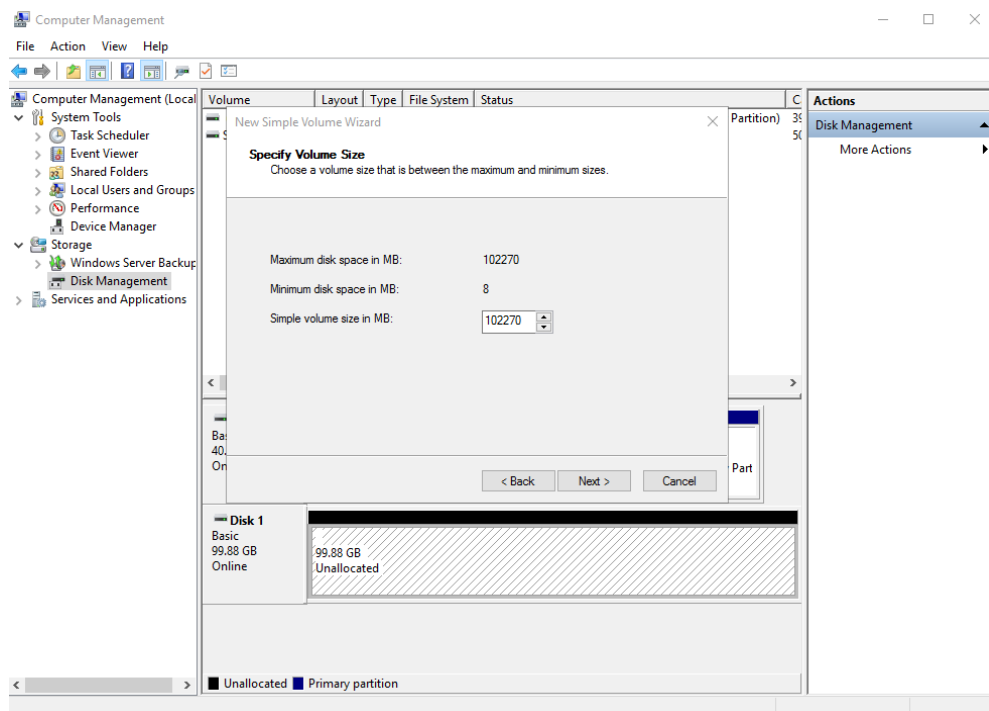 Computer Management
File Action View Help
Computer Management (Local
System Tools
Task Scheduler
Event Viewer
Shared Folders
Local Users and Groups
Performance
Device Manager
Storage
Windows Server Backup
Disk Management
Services and Applications
Volume Layout Type File System Status C
Partition) 39
S 50
New Simple Volume Wizard
Specify Volume Size
Choose a volume size that is between the maximum and minimum sizes.
Maximum disk space in MB: 102270
Minimum disk space in MB: 8
Simple volume size in MB: 102270
< Back Next > Cancel
Ba
40.
On
Part
Disk 1
Basic
99.88 GB
Online
99.88 GB
Unallocated
Unallocated Primary partition
Actions
Disk Management
More Actions